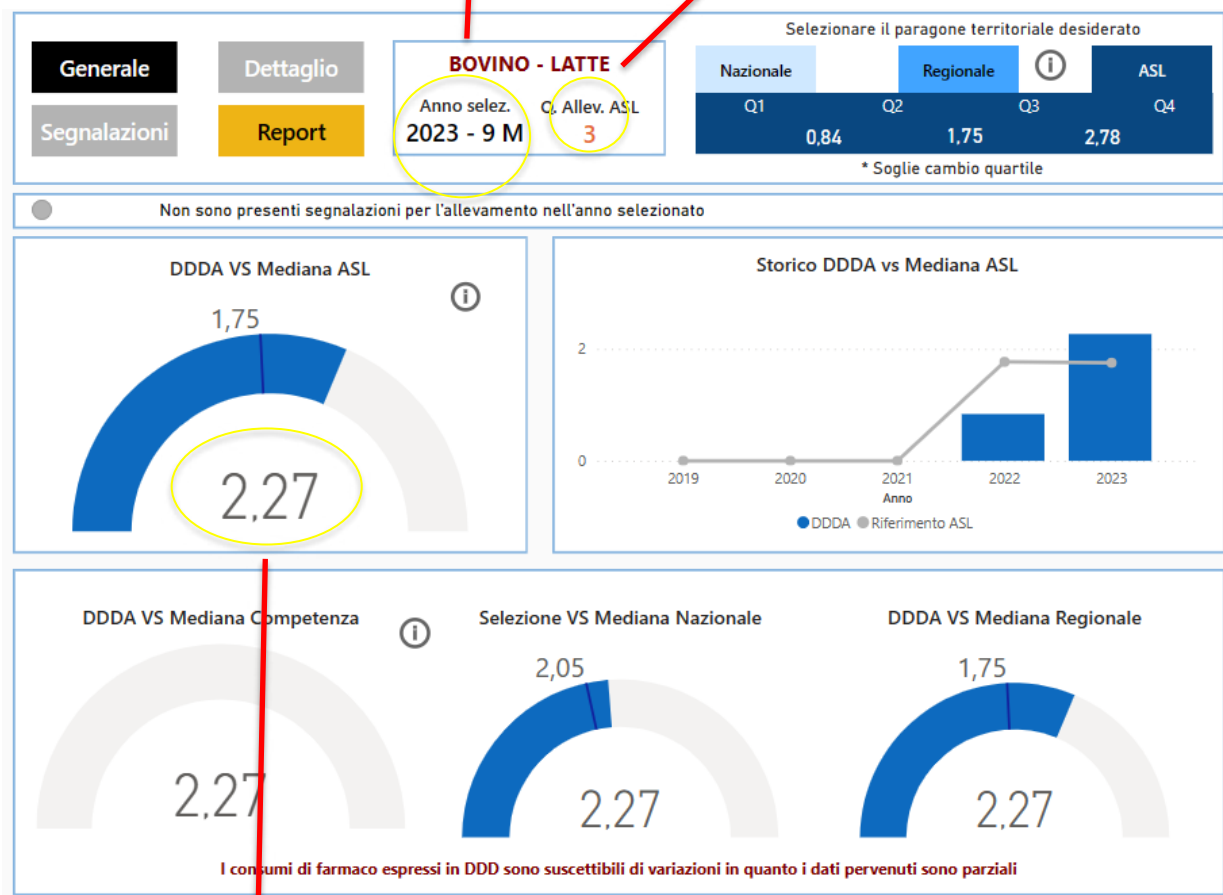 Selezionare il paragone territoriale desiderato
Generale
Dettaglio
BOVINO - LATTE
Nazionale
Regionale
ASL
Anno selez.
Q. Allev. ASL
Q1 Q2 Q3 Q4
Segnalazioni
Report
2023 - 9 M
3
0,84 1,75 2,78
* Soglie cambio quartile
Non sono presenti segnalazioni per l'allevamento nell'anno selezionato
DDDA VS Mediana ASL
1,75
2,27
Storico DDDA vs Mediana ASL
2
0
2019 2020 2021 2022 2023
Anno
DDDA Riferimento ASL
DDDA VS Mediana Competenza
2,27
Selezione VS Mediana Nazionale
2,05
2,27
DDDA VS Mediana Regionale
1,75
2,27
I consumi di farmaco espressi in DDD sono suscettibili di variazioni in quanto i dati pervenuti sono parziali